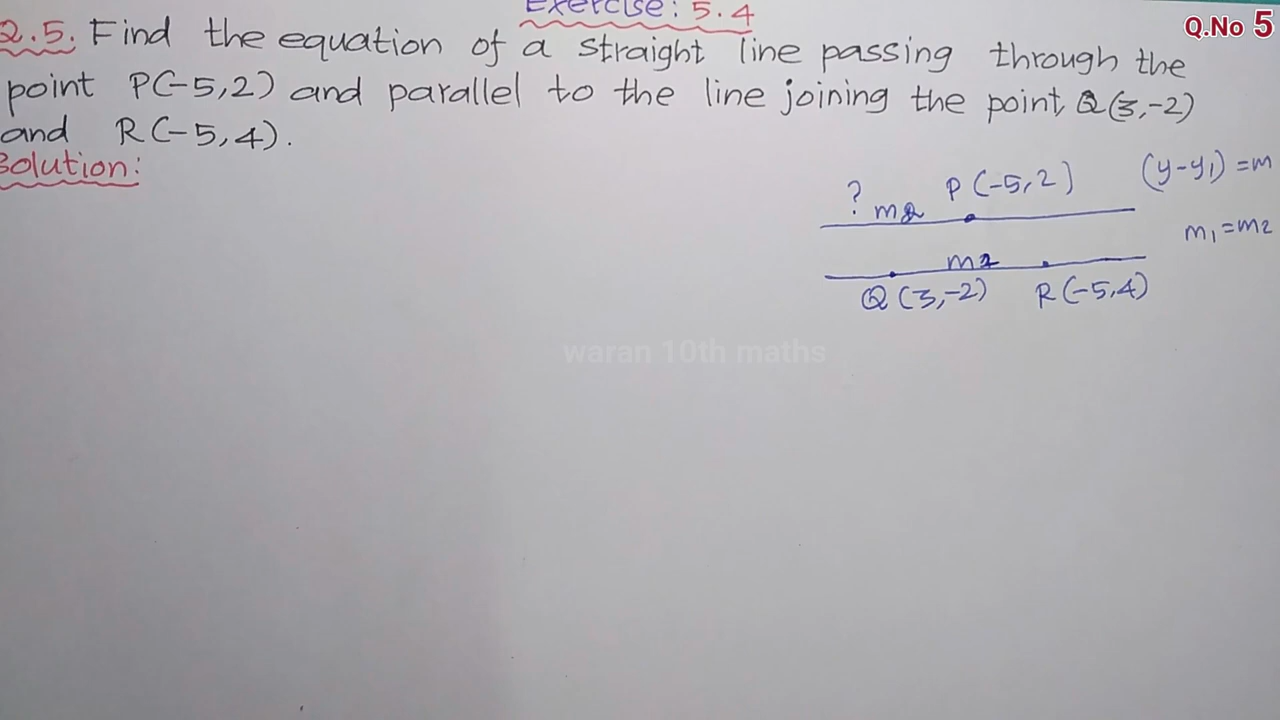 Exercise: 5.4
Q.No 5
2.5. Find the equation of a straight line passing through the
point P(-5,2) and parallel to the line joining the point, Q(3,-2)
and R(-5,4).
Solution:
P(-5,2) (y-y₁)=m
? m2
m₁=m2
m2
Q(3,-2) R(-5,4)
waran 10th maths